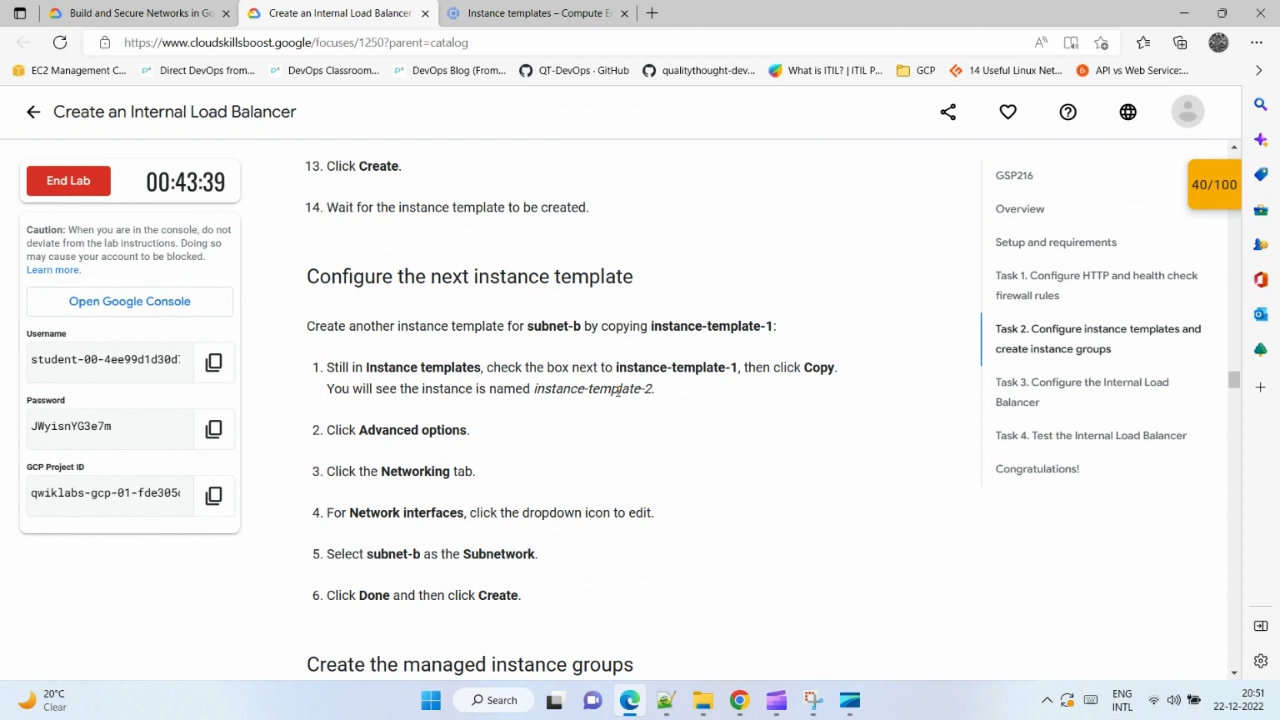 Build and Secure Networks in Go
Create an Internal Load Balancer
Instance templates – Compute E
https://www.cloudskillsboost.google/focuses/1250?parent=catalog
EC2 Management C...
Direct DevOps from...
DevOps Classroom...
DevOps Blog (From...
QT-DevOps · GitHub
qualitythought-dev...
What is ITIL? | ITIL P...
GCP
14 Useful Linux Net...
API vs Web Service:...
Create an Internal Load Balancer
End Lab
00:43:39
Caution: When you are in the console, do not
deviate from the lab instructions. Doing so
may cause your account to be blocked.
Learn more.
Open Google Console
Username
student-00-4ee99d1d30d
Password
JWyisnYG3e7m
GCP Project ID
qwiklabs-gcp-01-fde305
13. Click Create.
14. Wait for the instance template to be created.
Configure the next instance template
Create another instance template for subnet-b by copying instance-template-1:
1. Still in Instance templates, check the box next to instance-template-1, then click Copy.
You will see the instance is named instance-template-2.
2. Click Advanced options.
3. Click the Networking tab.
4. For Network interfaces, click the dropdown icon to edit.
5. Select subnet-b as the Subnetwork.
6. Click Done and then click Create.
Create the managed instance groups
GSP216
Overview
Setup and requirements
Task 1. Configure HTTP and health check
firewall rules
Task 2. Configure instance templates and
create instance groups
Task 3. Configure the Internal Load
Balancer
Task 4. Test the Internal Load Balancer
Congratulations!
40/100
20°C
Clear
Search
ENG
INTL
20:51
22-12-2022